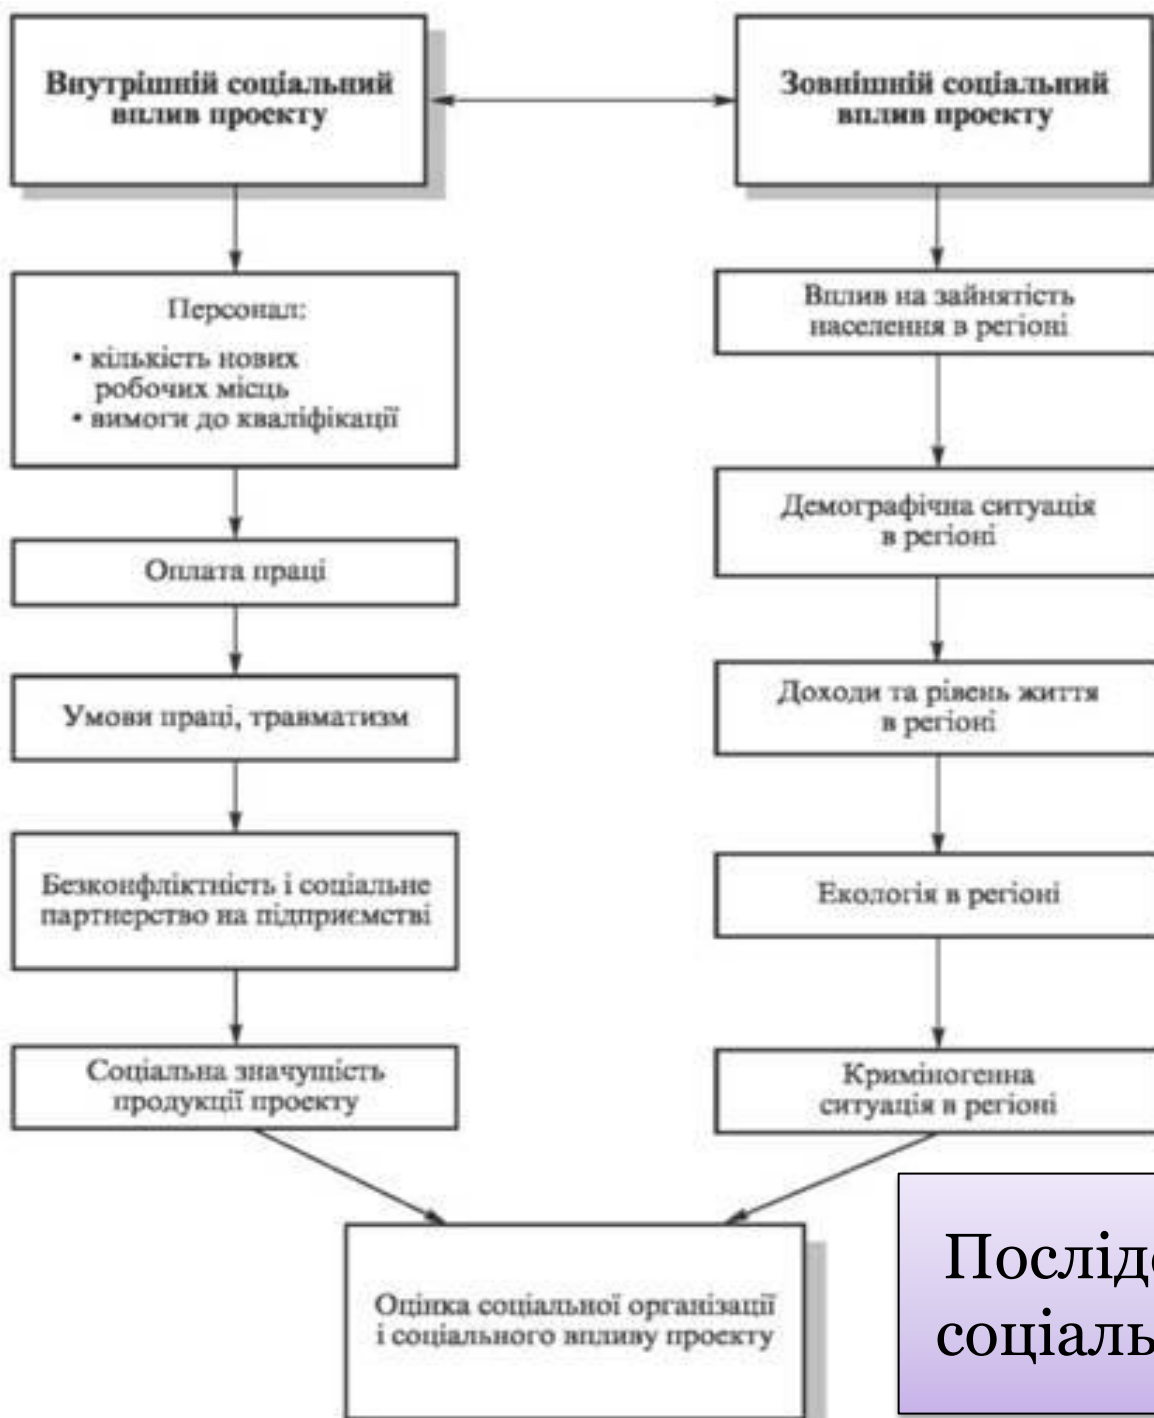 Внутрішній соціальний
вплив проекту
Зовнішній соціальний
вплив проекту
Персонал:
• кількість нових
робочих місць
• вимоги до кваліфікації
Оплата праці
Умови праці, травматизм
Безконфліктність і соціальне
партнерство на підприємстві
Соціальна значущість
продукції проекту
Вплив на зайнятість
населення в регіоні
Демографічна ситуація
в регіоні
Доходи та рівень життя
в регіоні
Екологія в регіоні
Криміногенна
ситуація в регіоні
Оцінка соціальної організації
і соціального впливу проекту